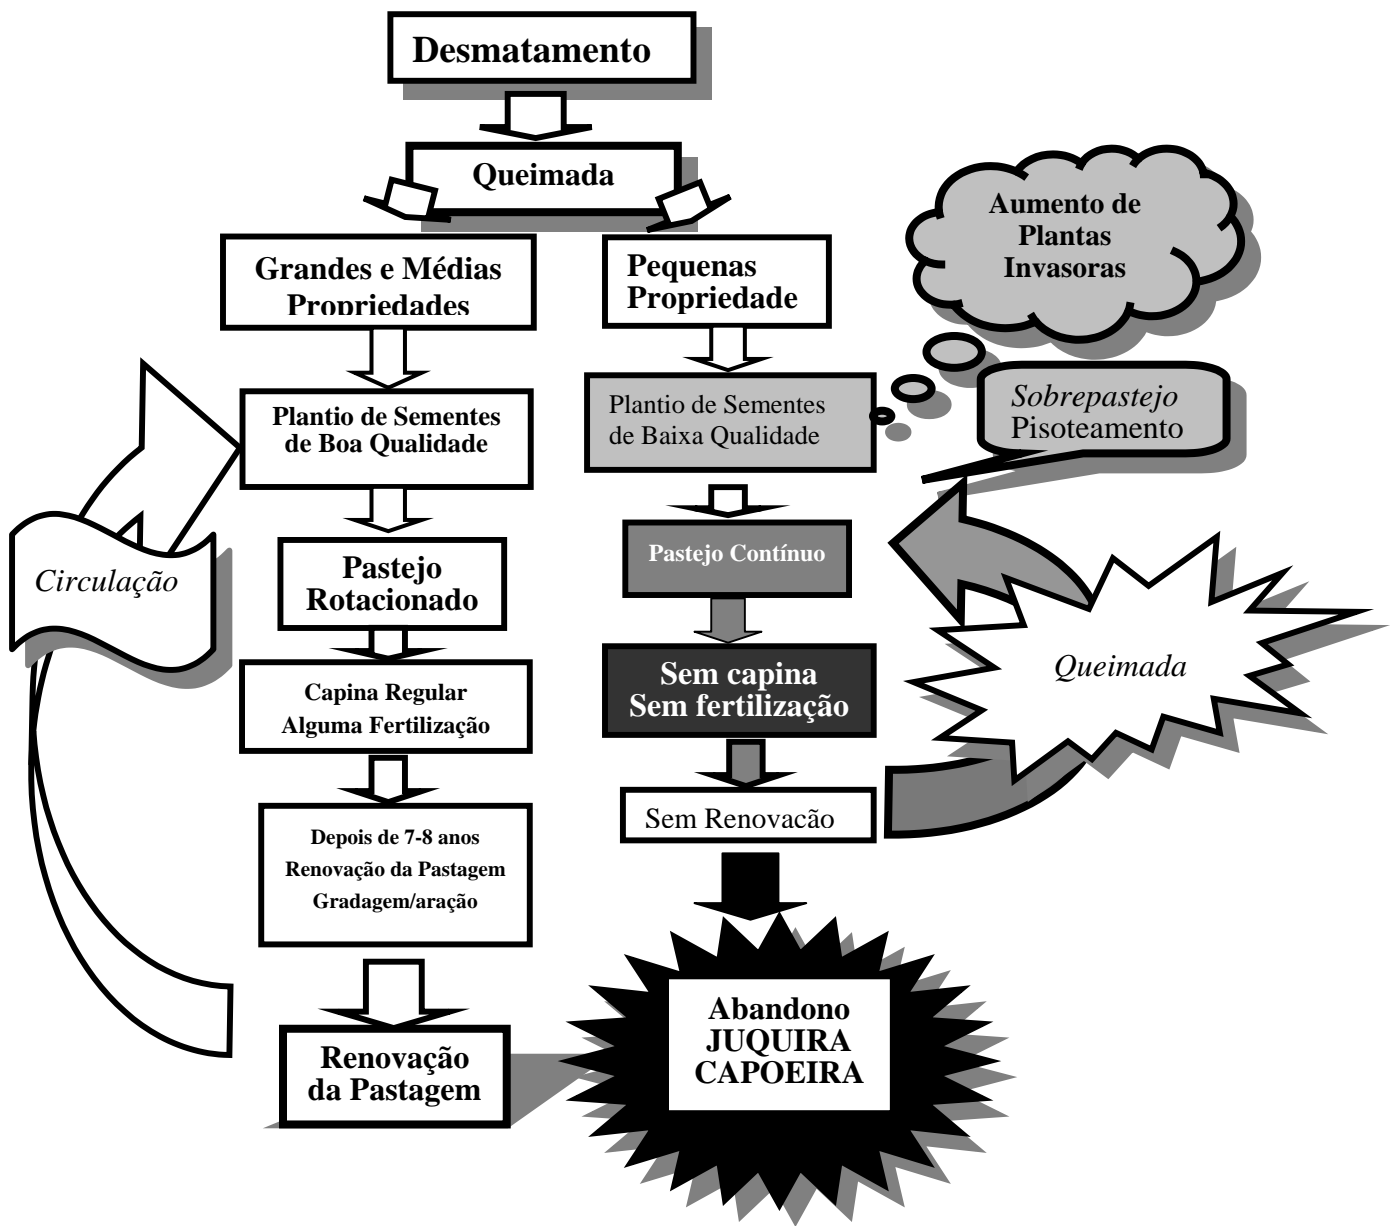 Desmatamento
Queimada
Grandes e Médias
Propriedades
Pequenas
Propriedade
Aumento de
Plantas
Invasoras
Plantio de Sementes
de Boa Qualidade
Plantio de Sementes
de Baixa Qualidade
Sobrepastejo
Pisoteamento
Circulação
Pastejo
Rotacionado
Pastejo Contínuo
Queimada
Capina Regular
Alguma Fertilização
Sem capina
Sem fertilização
Depois de 7-8 anos
Renovação da Pastagem
Gradagem/aração
Sem Renovacão
Renovação
da Pastagem
Abandono
JUQUIRA
CAPOEIRA